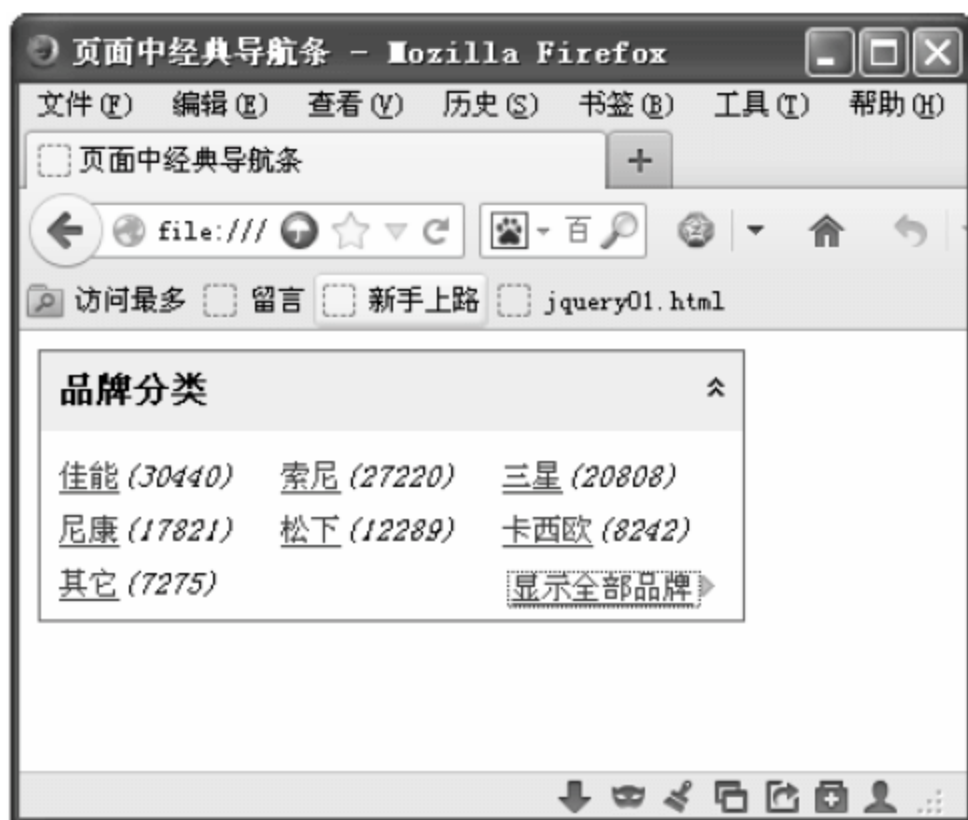 页面中经典导航条 - Mozilla Firefox
文件(F) 编辑(E) 查看(V) 历史(S) 书签(B) 工具(T) 帮助(H)
页面中经典导航条 +
file:/// 百
访问最多 留言 新手上路 jquery01.html
品牌分类
佳能 (30440) 索尼 (27220) 三星 (20808)
尼康 (17821) 松下 (12289) 卡西欧 (8242)
其它 (7275) 显示全部品牌